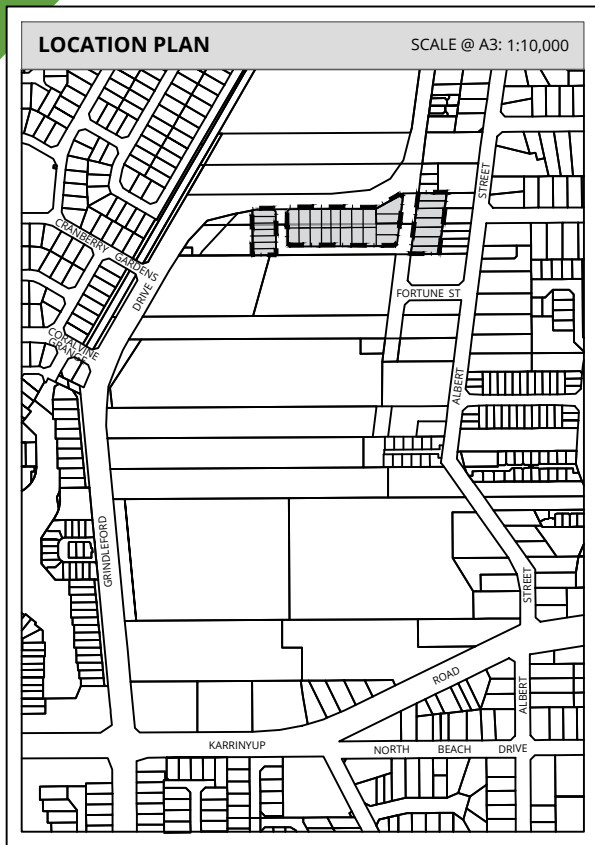 LOCATION PLAN
SCALE @ A3: 1:10,000
STREET
CRANBERRY GARDENS
DRIVE
FORTUNE ST
CORALVINE
GRANGE
ALBERT
GRINDLEFORD
STREET
ROAD
ALBERT
KARRINYUP
NORTH BEACH DRIVE